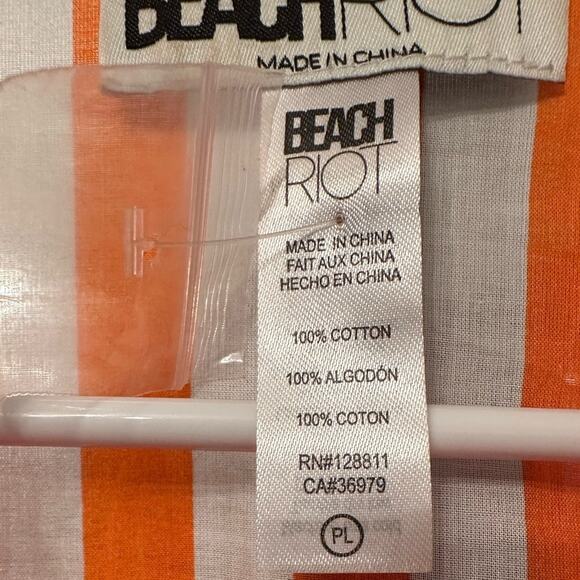 BEACH RIOT
MADE IN CHINA
BEACH
RIOT
MADE IN CHINA
FAIT AUX CHINA
HECHO EN CHINA
100% COTTON
100% ALGODÓN
100% COTON
RN#128811
CA#36979
PL